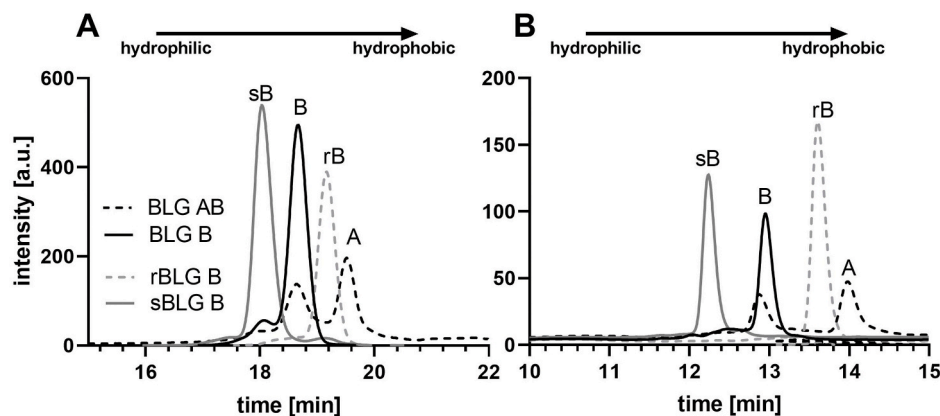 A
hydrophilic hydrophobic
600
400
200
0
intensity [a.u.]
sB
B
rB
A
BLG AB
BLG B
rBLG B
sBLG B
16 18 20 22
time [min]
B
hydrophilic hydrophobic
200
150
100
50
0
sB
B
rB
A
10 11 12 13 14 15
time [min]